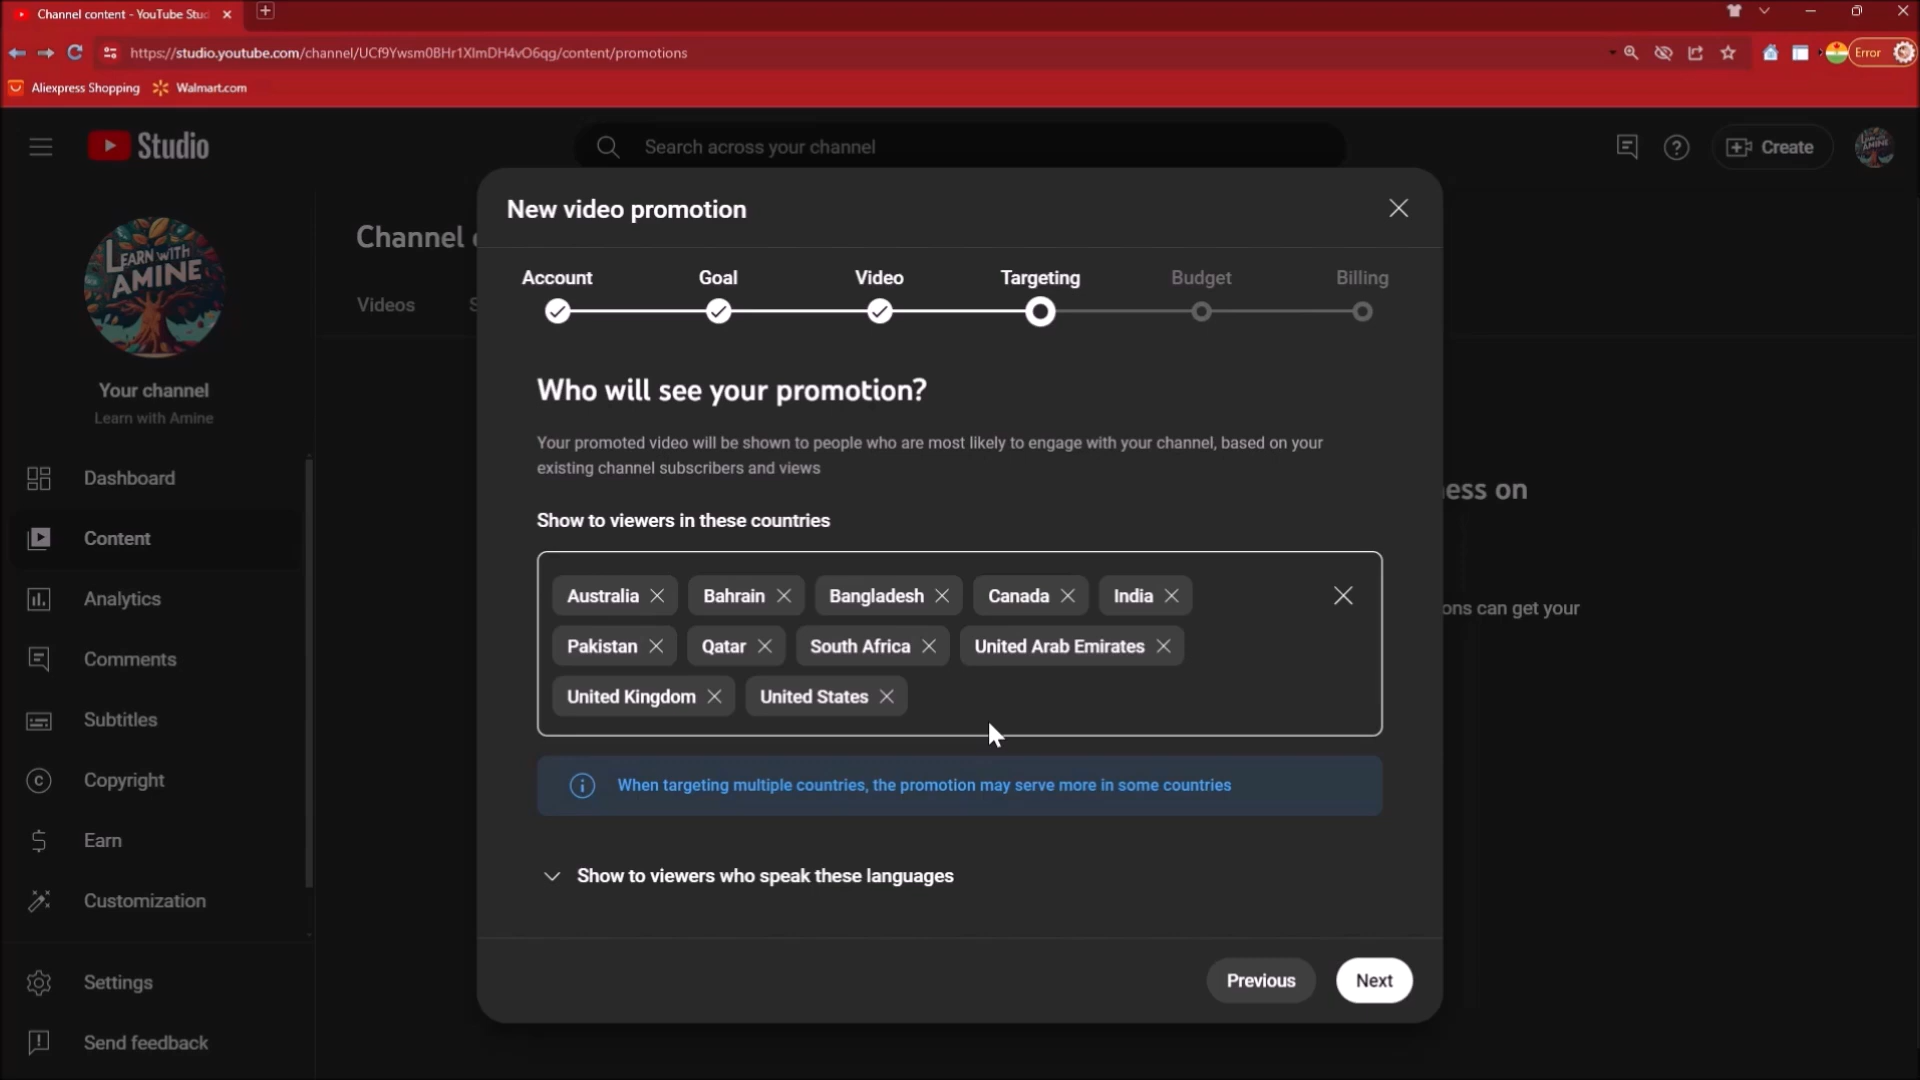 Channel content - YouTube Stu
https://studio.youtube.com/channel/UCf9Ywsm0BHr1XlmDH4vO6qg/content/promotions
Error
Aliexpress Shopping
Walmart.com
Studio
Search across your channel
Create
LEARN WITH
AMINE
Your channel
Learn with Amine
Dashboard
Content
Analytics
Comments
Subtitles
Copyright
Earn
Customization
Settings
Send feedback
Channel
Videos
ess on
ons can get your
New video promotion
Account Goal Video Targeting Budget Billing
Who will see your promotion?
Your promoted video will be shown to people who are most likely to engage with your channel, based on your
existing channel subscribers and views
Show to viewers in these countries
Australia Bahrain Bangladesh Canada India
Pakistan Qatar South Africa United Arab Emirates
United Kingdom United States
When targeting multiple countries, the promotion may serve more in some countries
Show to viewers who speak these languages
Previous Next